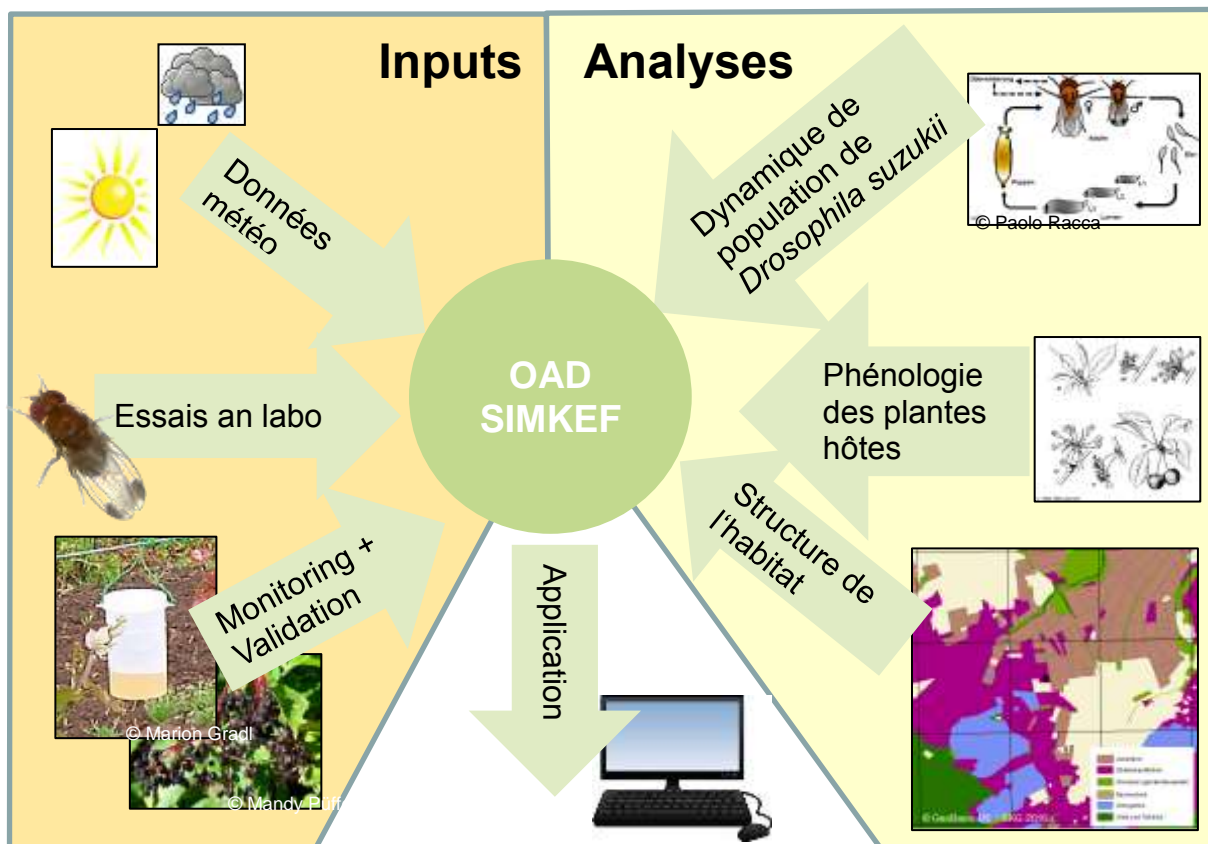 Inputs
Analyses
Données
météo
Essais an labo
Monitoring +
Validation
© Marion Gradl
OAD
SIMKEF
Application
Dynamique de
population de
Drosophila suzukii
© Paolo Racca
Phénologie
des plantes
hôtes
Structure de
l‘habitat